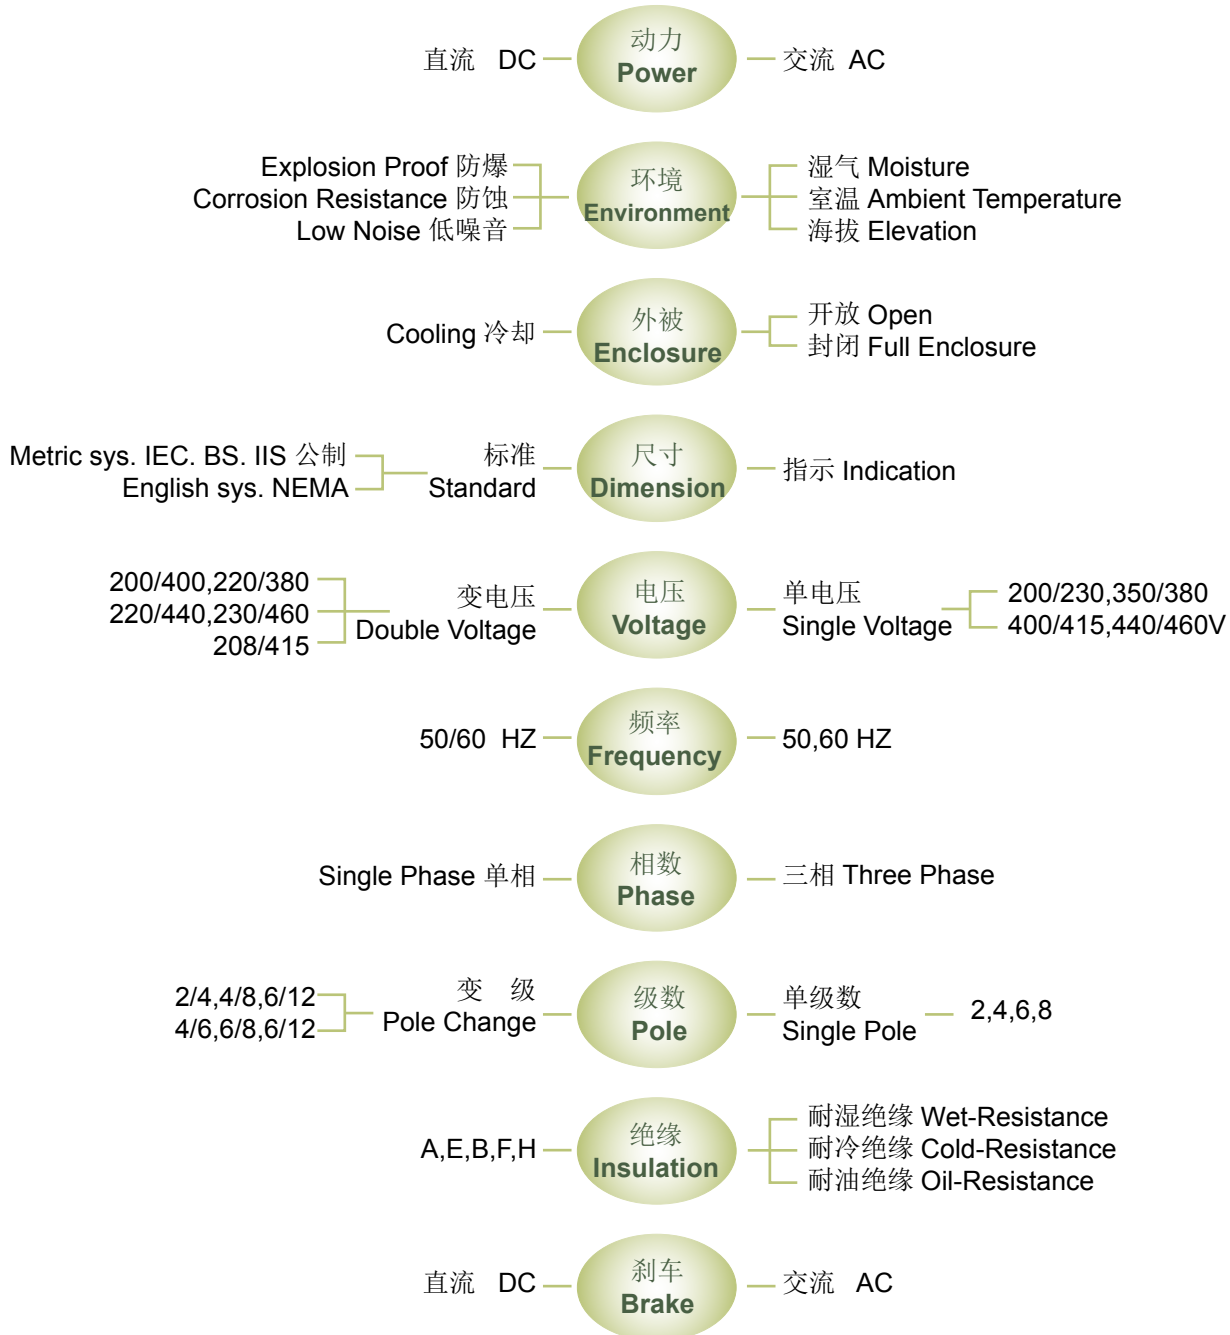 直流 DC
动力
Power
交流 AC
Explosion Proof 防爆
Corrosion Resistance 防蚀
Low Noise 低噪音
环境
Environment
湿气 Moisture
室温 Ambient Temperature
海拔 Elevation
Cooling 冷却
外被
Enclosure
开放 Open
封闭 Full Enclosure
Metric sys. IEC. BS. IIS 公制
English sys. NEMA
标准
Standard
尺寸
Dimension
指示 Indication
200/400,220/380
220/440,230/460
208/415
变电压
Double Voltage
电压
Voltage
单电压
Single Voltage
200/230,350/380
400/415,440/460V
50/60 HZ
频率
Frequency
50,60 HZ
Single Phase 单相
相数
Phase
三相 Three Phase
2/4,4/8,6/12
4/6,6/8,6/12
变 级
Pole Change
级数
Pole
单级数
Single Pole
2,4,6,8
A,E,B,F,H
绝缘
Insulation
耐湿绝缘 Wet-Resistance
耐冷绝缘 Cold-Resistance
耐油绝缘 Oil-Resistance
直流 DC
刹车
Brake
交流 AC